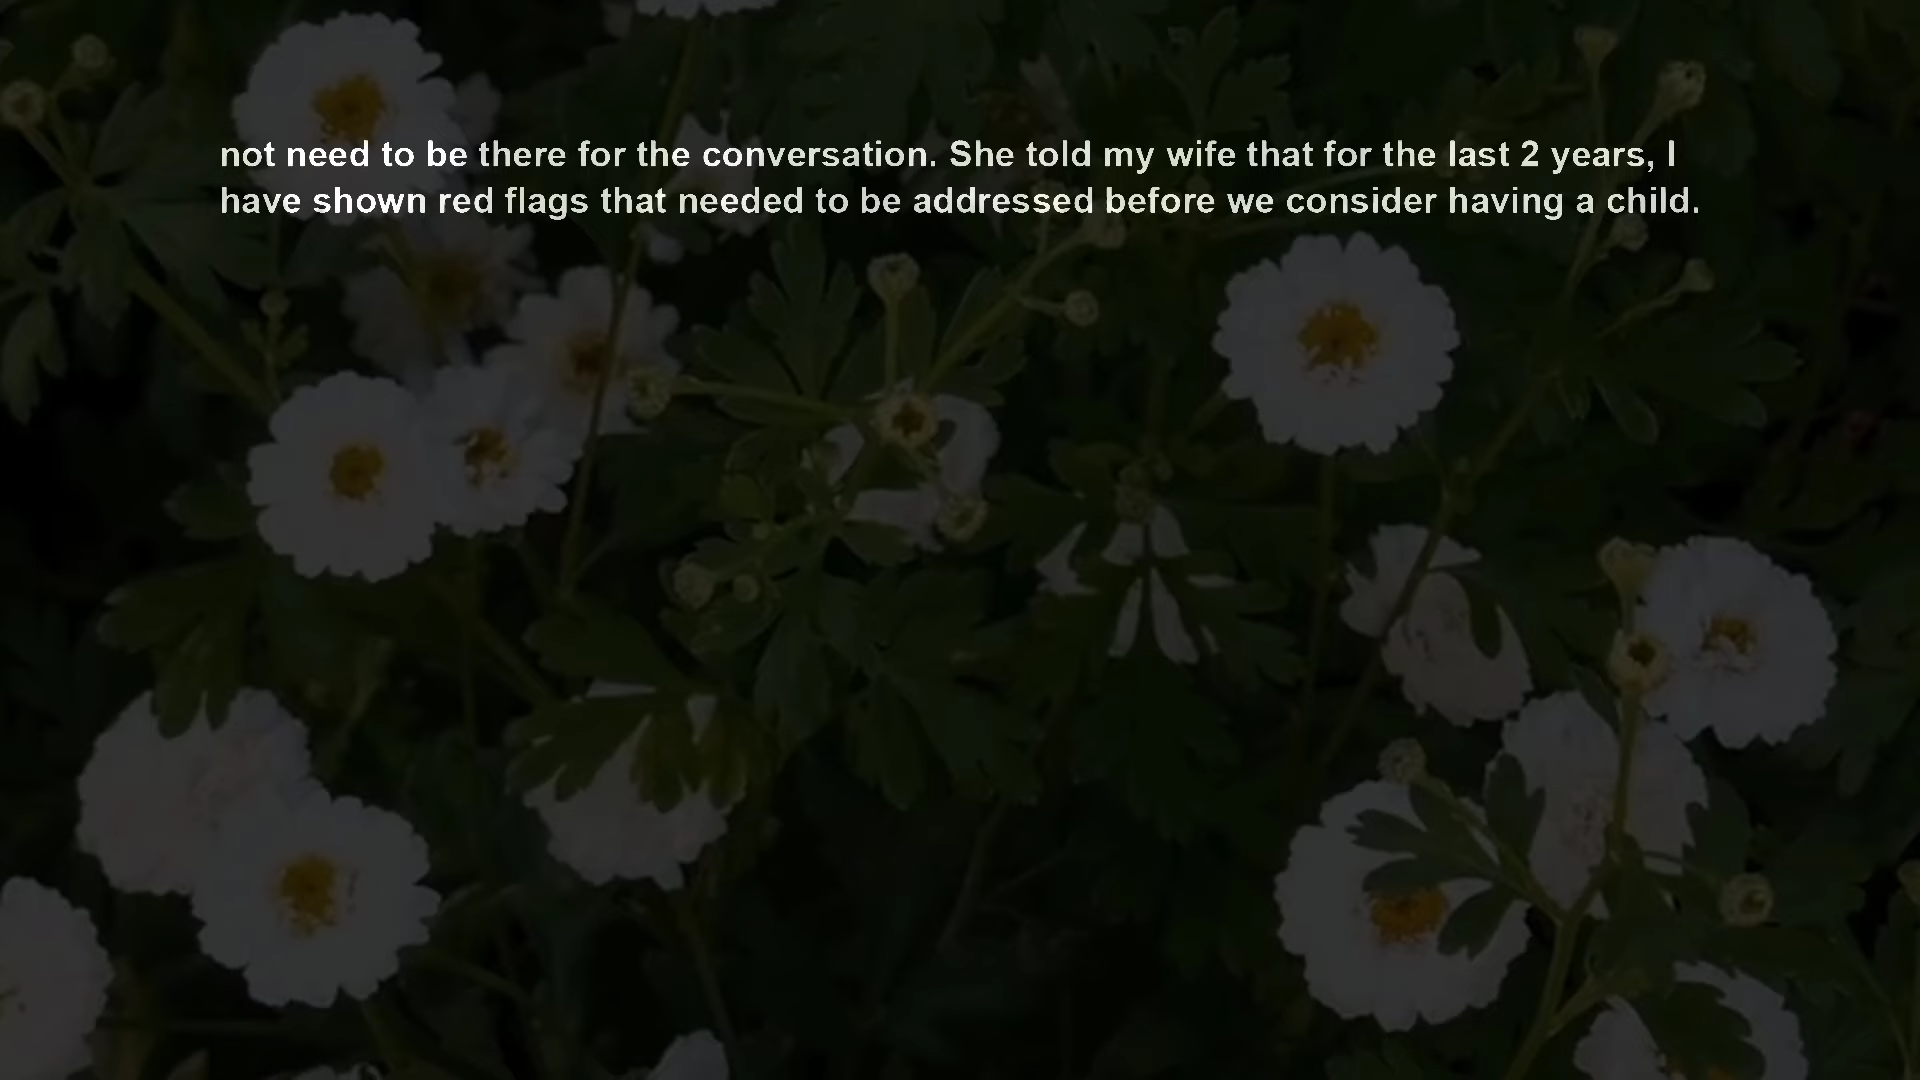 not need to be there for the conversation. She told my wife that for the last 2 years, I
have shown red flags that needed to be addressed before we consider having a child.